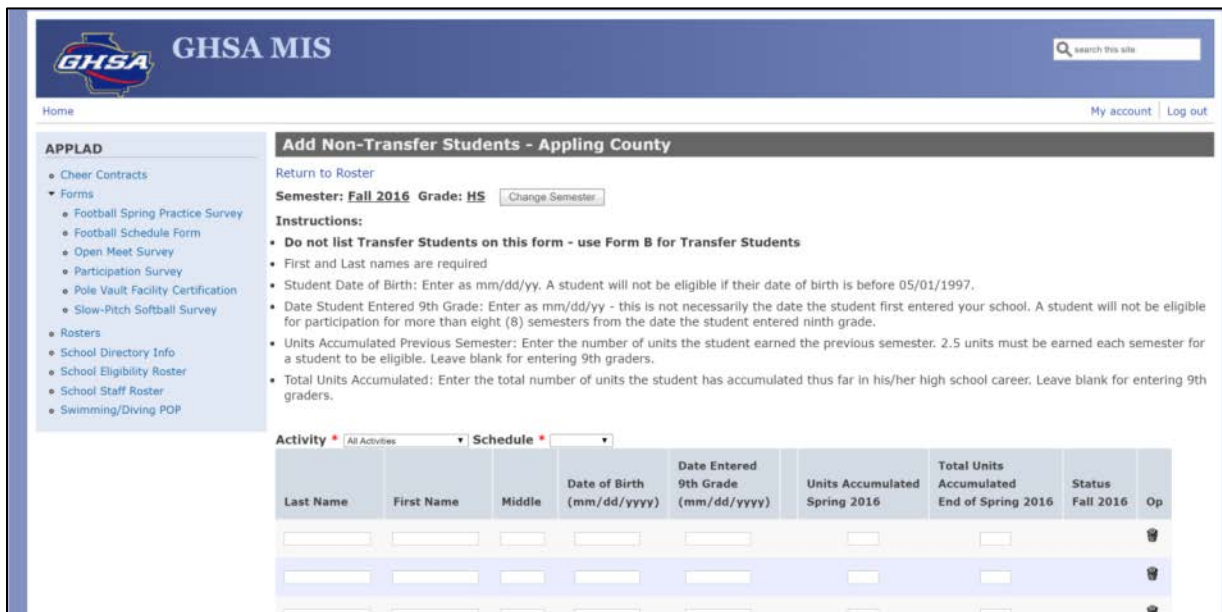 GHSA
GHSA MIS
search this site
Home
My account
Log out
APPLAD
Cheer Contracts
Forms
Football Spring Practice Survey
Football Schedule Form
Open Meet Survey
Participation Survey
Pole Vault Facility Certification
Slow-Pitch Softball Survey
Rosters
School Directory Info
School Eligibility Roster
School Staff Roster
Swimming/Diving POP
Add Non-Transfer Students - Appling County
Return to Roster
Semester: Fall 2016 Grade: HS Change Semester
Instructions:
• Do not list Transfer Students on this form - use Form B for Transfer Students
• First and Last names are required
• Student Date of Birth: Enter as mm/dd/yy. A student will not be eligible if their date of birth is before 05/01/1997.
• Date Student Entered 9th Grade: Enter as mm/dd/yy - this is not necessarily the date the student first entered your school. A student will not be eligible
for participation for more than eight (8) semesters from the date the student entered ninth grade.
• Units Accumulated Previous Semester: Enter the number of units the student earned the previous semester. 2.5 units must be earned each semester for
a student to be eligible. Leave blank for entering 9th graders.
• Total Units Accumulated: Enter the total number of units the student has accumulated thus far in his/her high school career. Leave blank for entering 9th
graders.
Activity * All Activities Schedule *
Last Name
First Name
Middle
Date of Birth
(mm/dd/yyyy)
Date Entered
9th Grade
(mm/dd/yyyy)
Units Accumulated
Spring 2016
Total Units
Accumulated
End of Spring 2016
Status
Fall 2016
Op